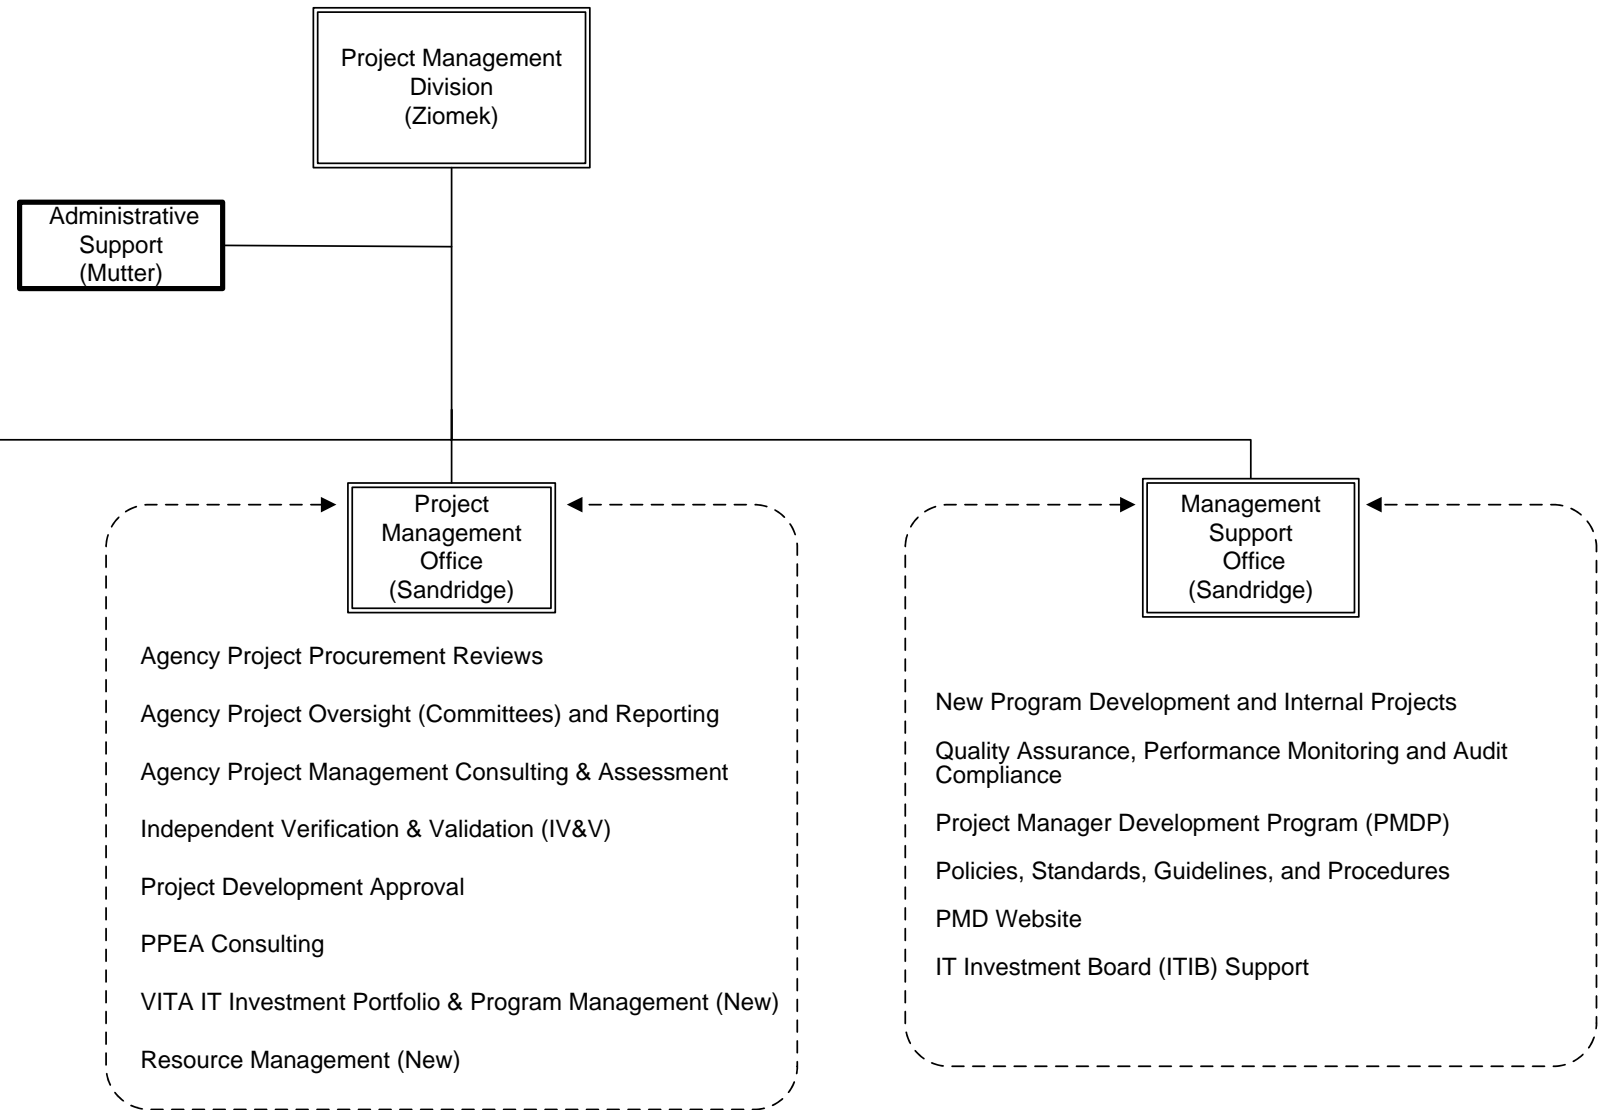 Project Management
Division
(Ziomek)
Administrative
Support
(Mutter)
Project
Management
Office
(Sandridge)
Agency Project Procurement Reviews
Agency Project Oversight (Committees) and Reporting
Agency Project Management Consulting & Assessment
Independent Verification & Validation (IV&V)
Project Development Approval
PPEA Consulting
VITA IT Investment Portfolio & Program Management (New)
Resource Management (New)
Management
Support
Office
(Sandridge)
New Program Development and Internal Projects
Quality Assurance, Performance Monitoring and Audit
Compliance
Project Manager Development Program (PMDP)
Policies, Standards, Guidelines, and Procedures
PMD Website
IT Investment Board (ITIB) Support